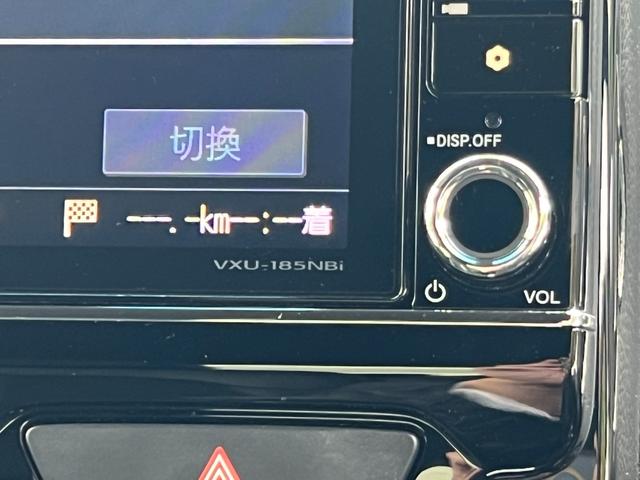 DISP.OFF
切換
--.-km--:--着
VXU-185NBi
VOL